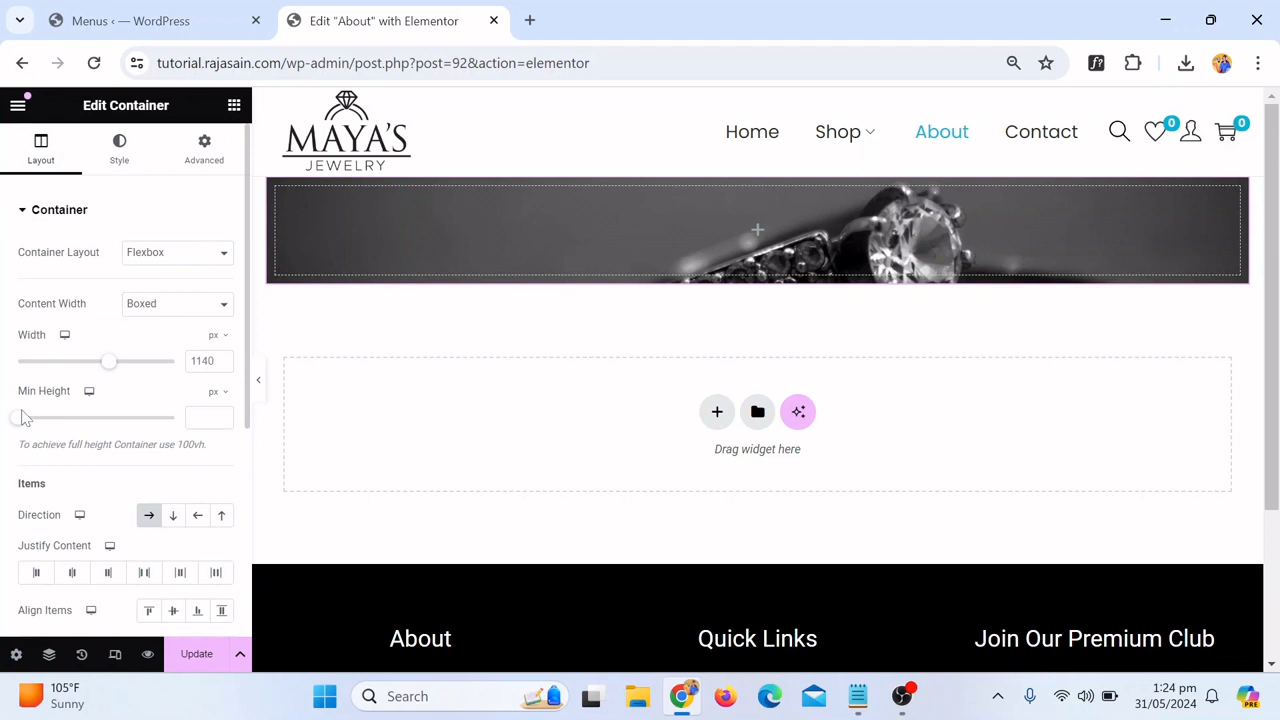 Menus ‹ — WordPress
Edit "About" with Elementor
tutorial.rajasain.com/wp-admin/post.php?post=92&action=elementor
f?
Edit Container
Layout
Style
Advanced
Container
Container Layout
Flexbox
Content Width
Boxed
Width
px
1140
Min Height
px
To achieve full height Container use 100vh.
Items
Direction
Justify Content
Align Items
Update
MAYA'S
JEWELRY
Home
Shop
About
Contact
0
0
Drag widget here
About
Quick Links
Join Our Premium Club
105°F
Sunny
Search
PRE
1:24 pm
31/05/2024